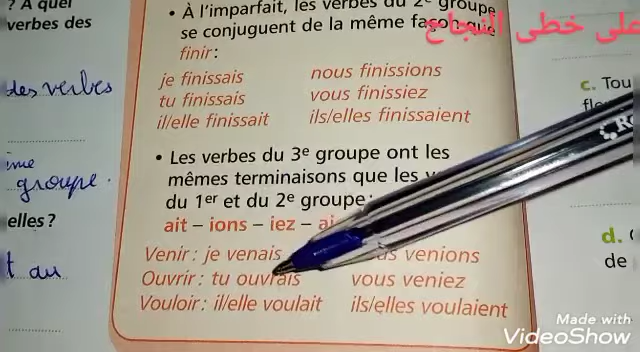 ? A quel
verbes des
des verbes
groupe.
elles ?
t au
• À l'imparfait, les verbes du 2e groupe
se conjuguent de la même façon que
finir :
je finissais nous finissions
tu finissais vous finissiez
il/elle finissait ils/elles finissaient
• Les verbes du 3e groupe ont les
mêmes terminaisons que les
du 1er et du 2e groupe :
ait – ions – iez –
Venir : je venais venions
Ouvrir : tu ouvrais vous veniez
Vouloir : il/elle voulait ils/elles voulaient
على خطى النجاح
c. Tou
d.
de
Made with
VideoShow